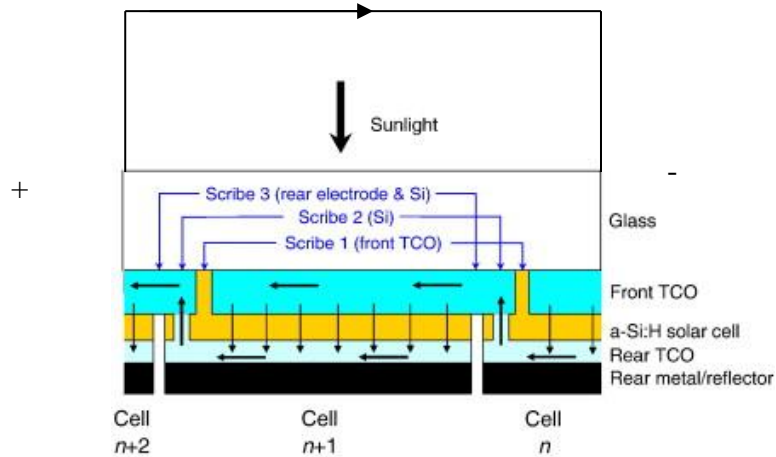 Sunlight
+
-
Scribe 3 (rear electrode & Si)
Scribe 2 (Si)
Scribe 1 (front TCO)
Glass
Front TCO
a-Si:H solar cell
Rear TCO
Rear metal/reflector
Cell
n+2
Cell
n+1
Cell
n